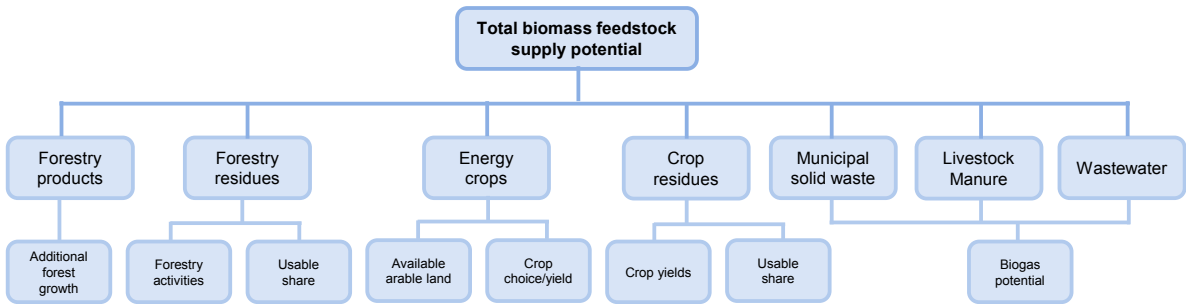 Total biomass feedstock
supply potential
Forestry
products
Forestry
residues
Energy
crops
Crop
residues
Municipal
solid waste
Livestock
Manure
Wastewater
Additional
forest
growth
Forestry
activities
Usable
share
Available
arable land
Crop
choice/yield
Crop yields
Usable
share
Biogas
potential